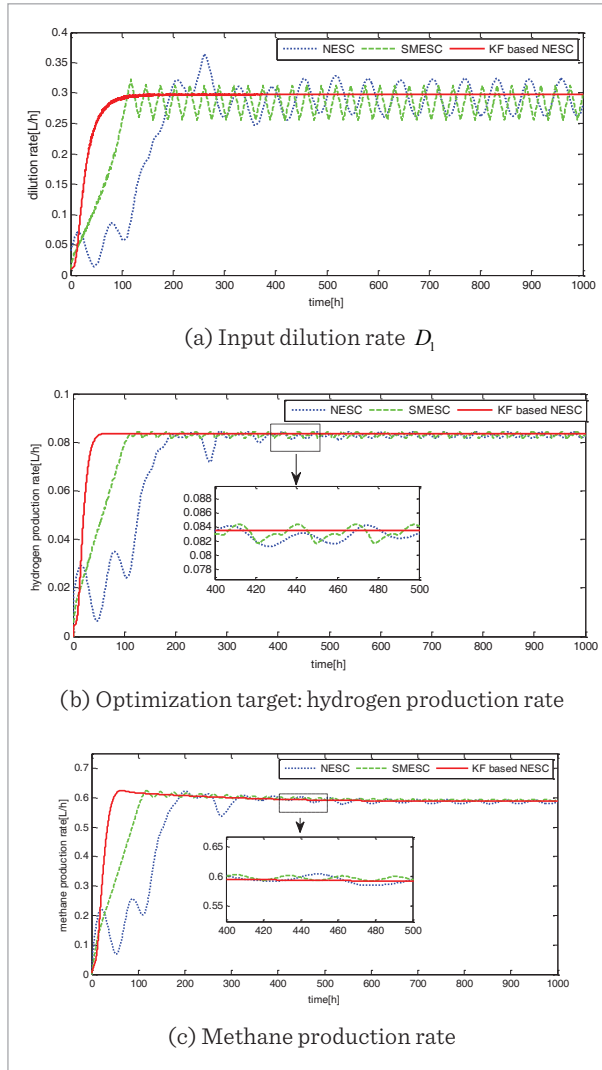 0.4
NESC SMESC KF based NESC
0.35
0.3
0.25
0.2
0.15
0.1
0.05
0
dilution rate[L/h]
0 100 200 300 400 500 600 700 800 900 1000
time[h]
(a) Input dilution rate D₁
0.1
NESC SMESC KF based NESC
0.08
0.06
0.04
0.02
0
hydrogen production rate[L/h]
0.088
0.086
0.084
0.082
0.08
0.078
400 420 440 460 480 500
0 100 200 300 400 500 600 700 800 900 1000
time[h]
(b) Optimization target: hydrogen production rate
0.7
NESC SMESC KF based NESC
0.6
0.5
0.4
0.3
0.2
0.1
0
methane production rate[L/h]
0.65
0.6
0.55
400 420 440 460 480 500
0 100 200 300 400 500 600 700 800 900 1000
time[h]
(c) Methane production rate